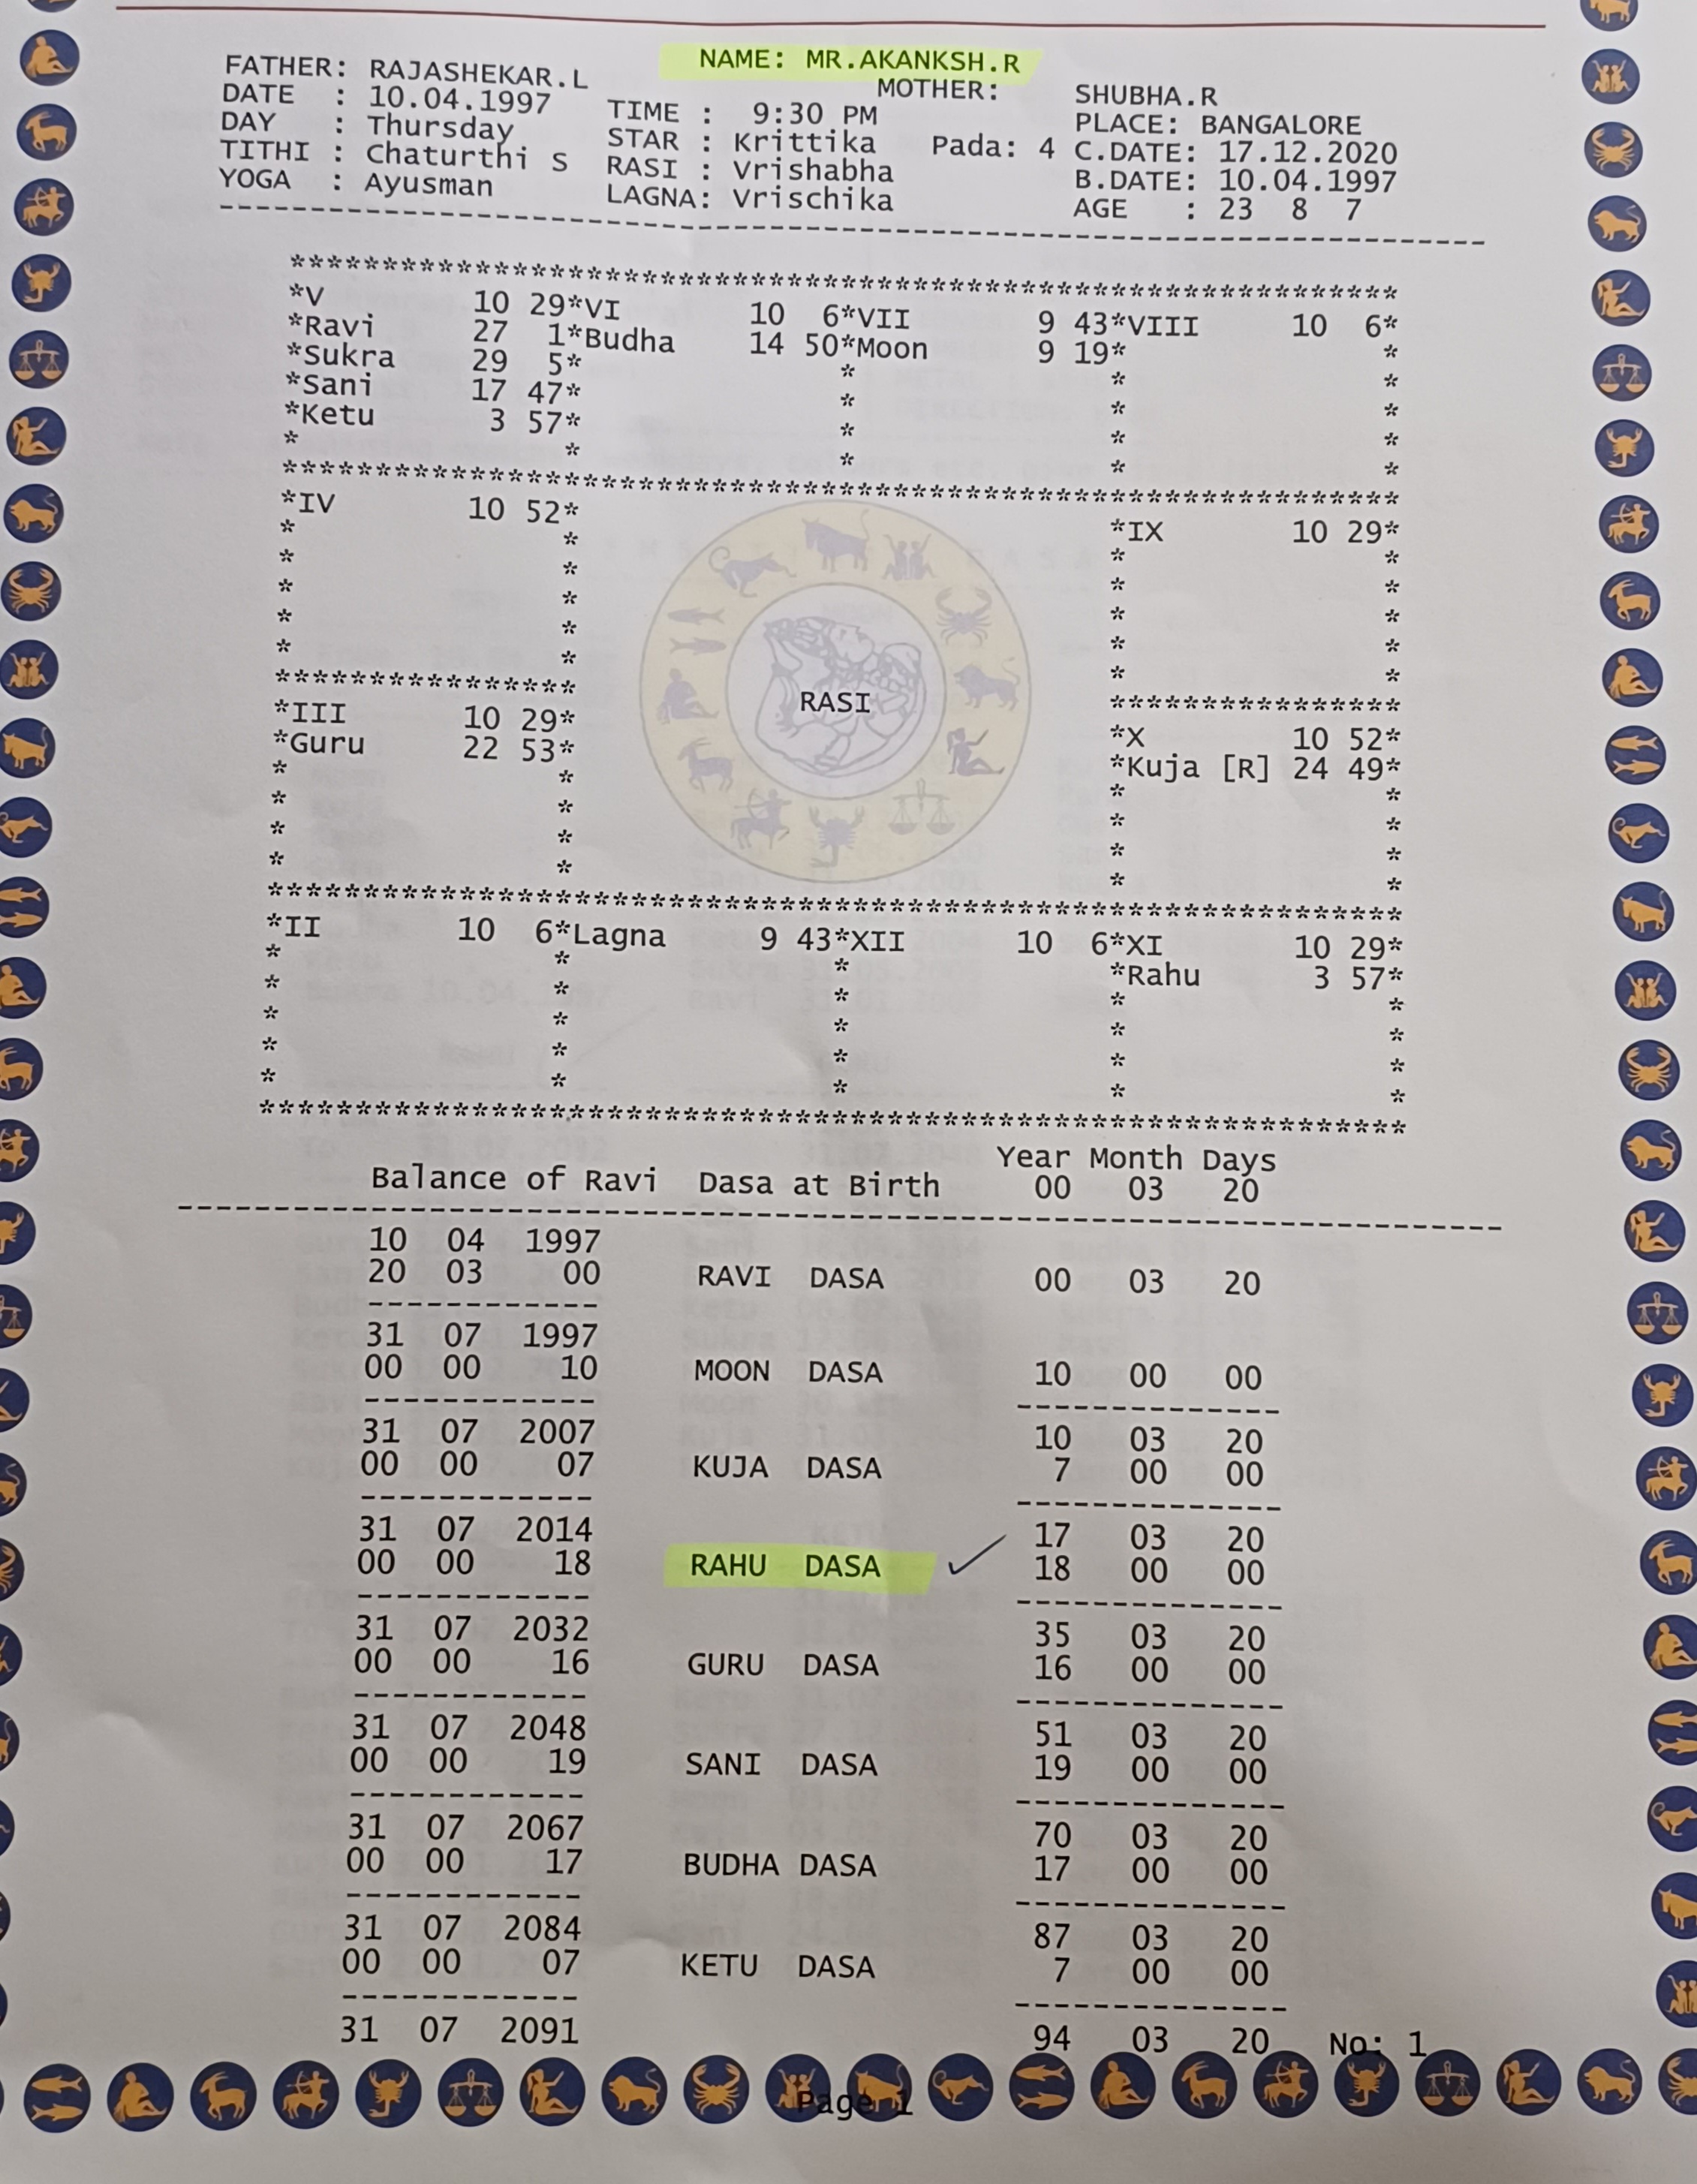 NAME: MR.AKANKSH.R
FATHER: RAJASHEKAR.L MOTHER: SHUBHA.R
DATE : 10.04.1997 TIME : 9:30 PM PLACE: BANGALORE
DAY : Thursday STAR : Krittika Pada: 4 C.DATE: 17.12.2020
TITHI : Chaturthi S RASI : Vrishabha B.DATE: 10.04.1997
YOGA : Ayusman LAGNA: Vrischika AGE : 23 8 7
*V 10 29*VI 10 6*VII 9 43*VIII 10 6*
*Ravi 27 1*Budha 14 50*Moon 9 19* *
*Sukra 29 5*
*Sani 17 47*
*Ketu 3 57*
*IV 10 52* *IX 10 29*
RASI
*III 10 29* *X 10 52*
*Guru 22 53* *Kuja [R] 24 49*
*II 10 6*Lagna 9 43*XII 10 6*XI 10 29*
*Rahu 3 57*
Year Month Days
Balance of Ravi Dasa at Birth 00 03 20
10 04 1997
20 03 00 RAVI DASA 00 03 20
31 07 1997
00 00 10 MOON DASA 10 00 00
31 07 2007 10 03 20
00 00 07 KUJA DASA 7 00 00
31 07 2014 17 03 20
00 00 18 RAHU DASA 18 00 00
31 07 2032 35 03 20
00 00 16 GURU DASA 16 00 00
31 07 2048 51 03 20
00 00 19 SANI DASA 19 00 00
31 07 2067 70 03 20
00 00 17 BUDHA DASA 17 00 00
31 07 2084 87 03 20
00 00 07 KETU DASA 7 00 00
31 07 2091 94 03 20 No: 1
Page 1